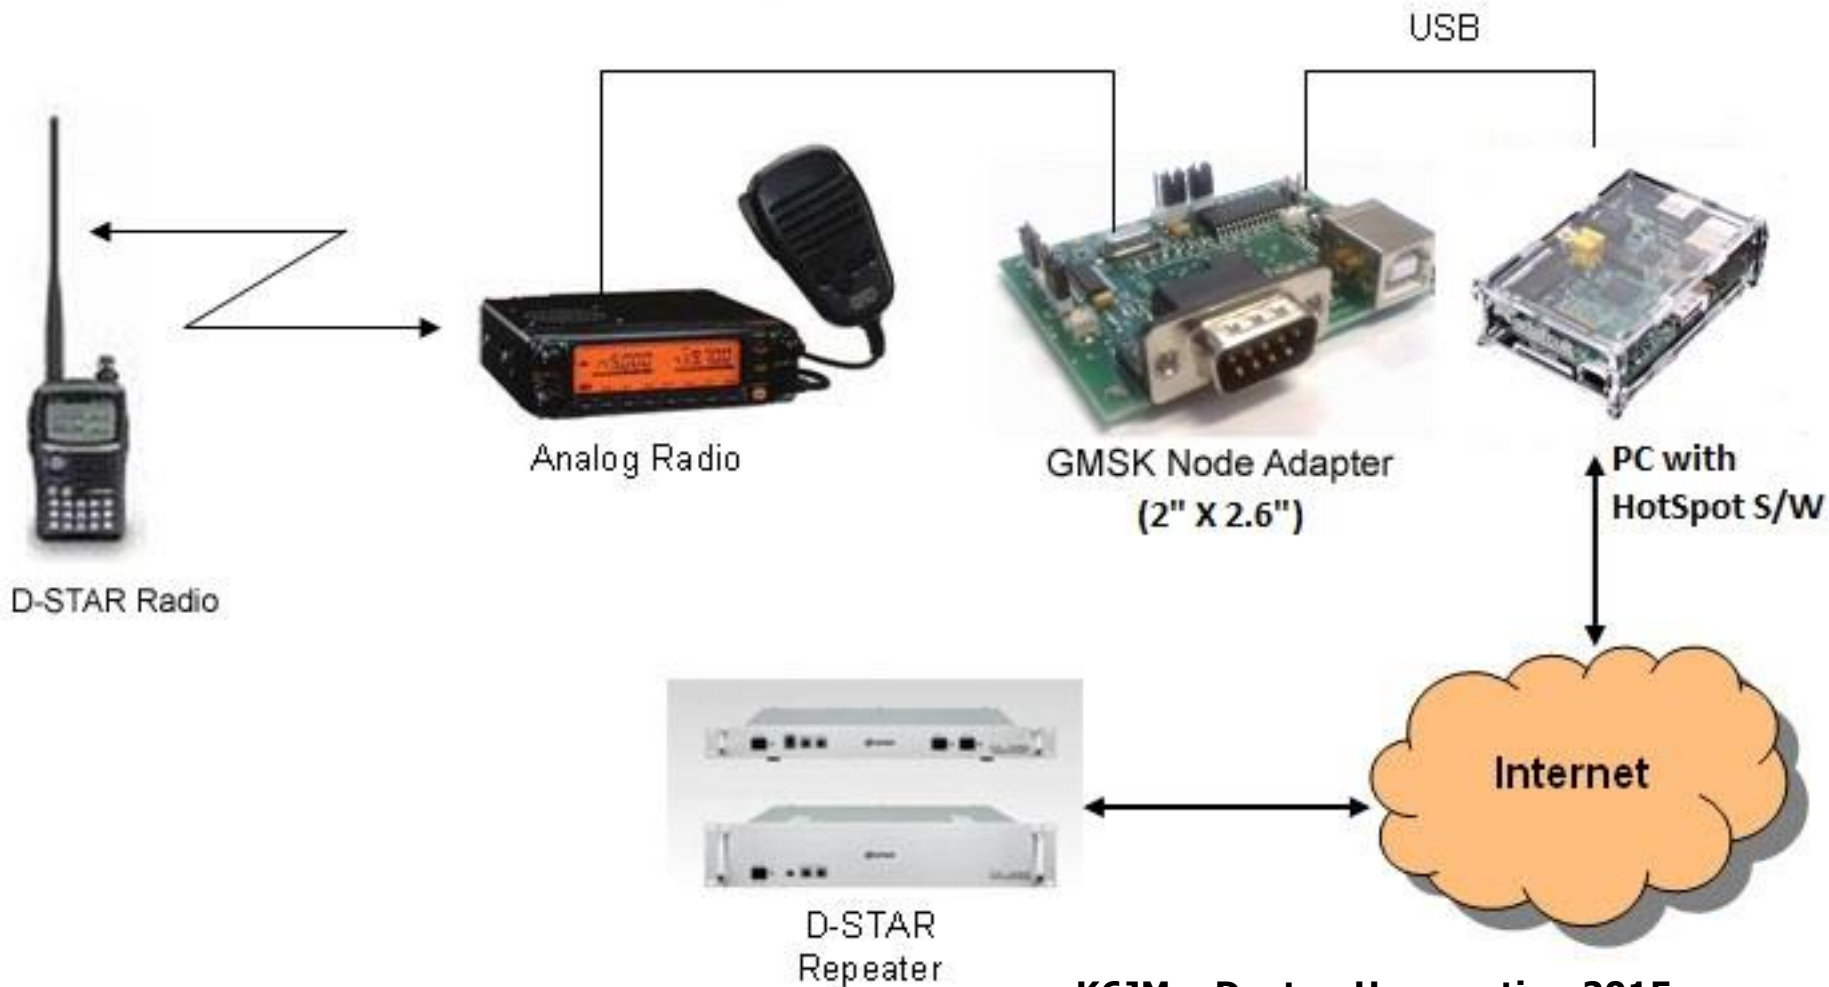 USB
Analog Radio
GMSK Node Adapter
(2" X 2.6")
PC with
HotSpot S/W
D-STAR Radio
Internet
D-STAR
Repeater